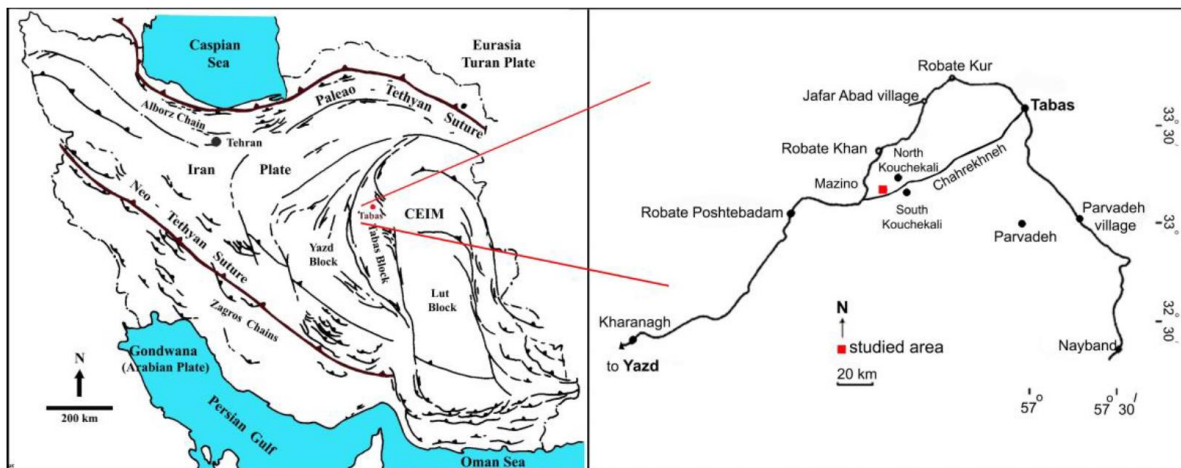 Caspian
Sea
Eurasia
Turan Plate
Paleao - Tethyan Suture
Alborz Chain
Tehran
Iran Plate
Neo - Tethyan Suture
Tabas
CEIM
Yazd
Block
Tabas Block
Lut
Block
Zagros Chains
Gondwana
(Arabian Plate)
N
200 km
Persian Gulf
Oman Sea
Robate Kur
Jafar Abad village
Tabas
33°
30'
Robate Khan
North
Kouchekali
Chahrekhneh
Mazino
South
Kouchekali
Robate Poshtebadam
Parvadeh
Parvadeh
village
33°
N
studied area
20 km
32°
30'
Kharanagh
to Yazd
Nayband
57°
57° 30'